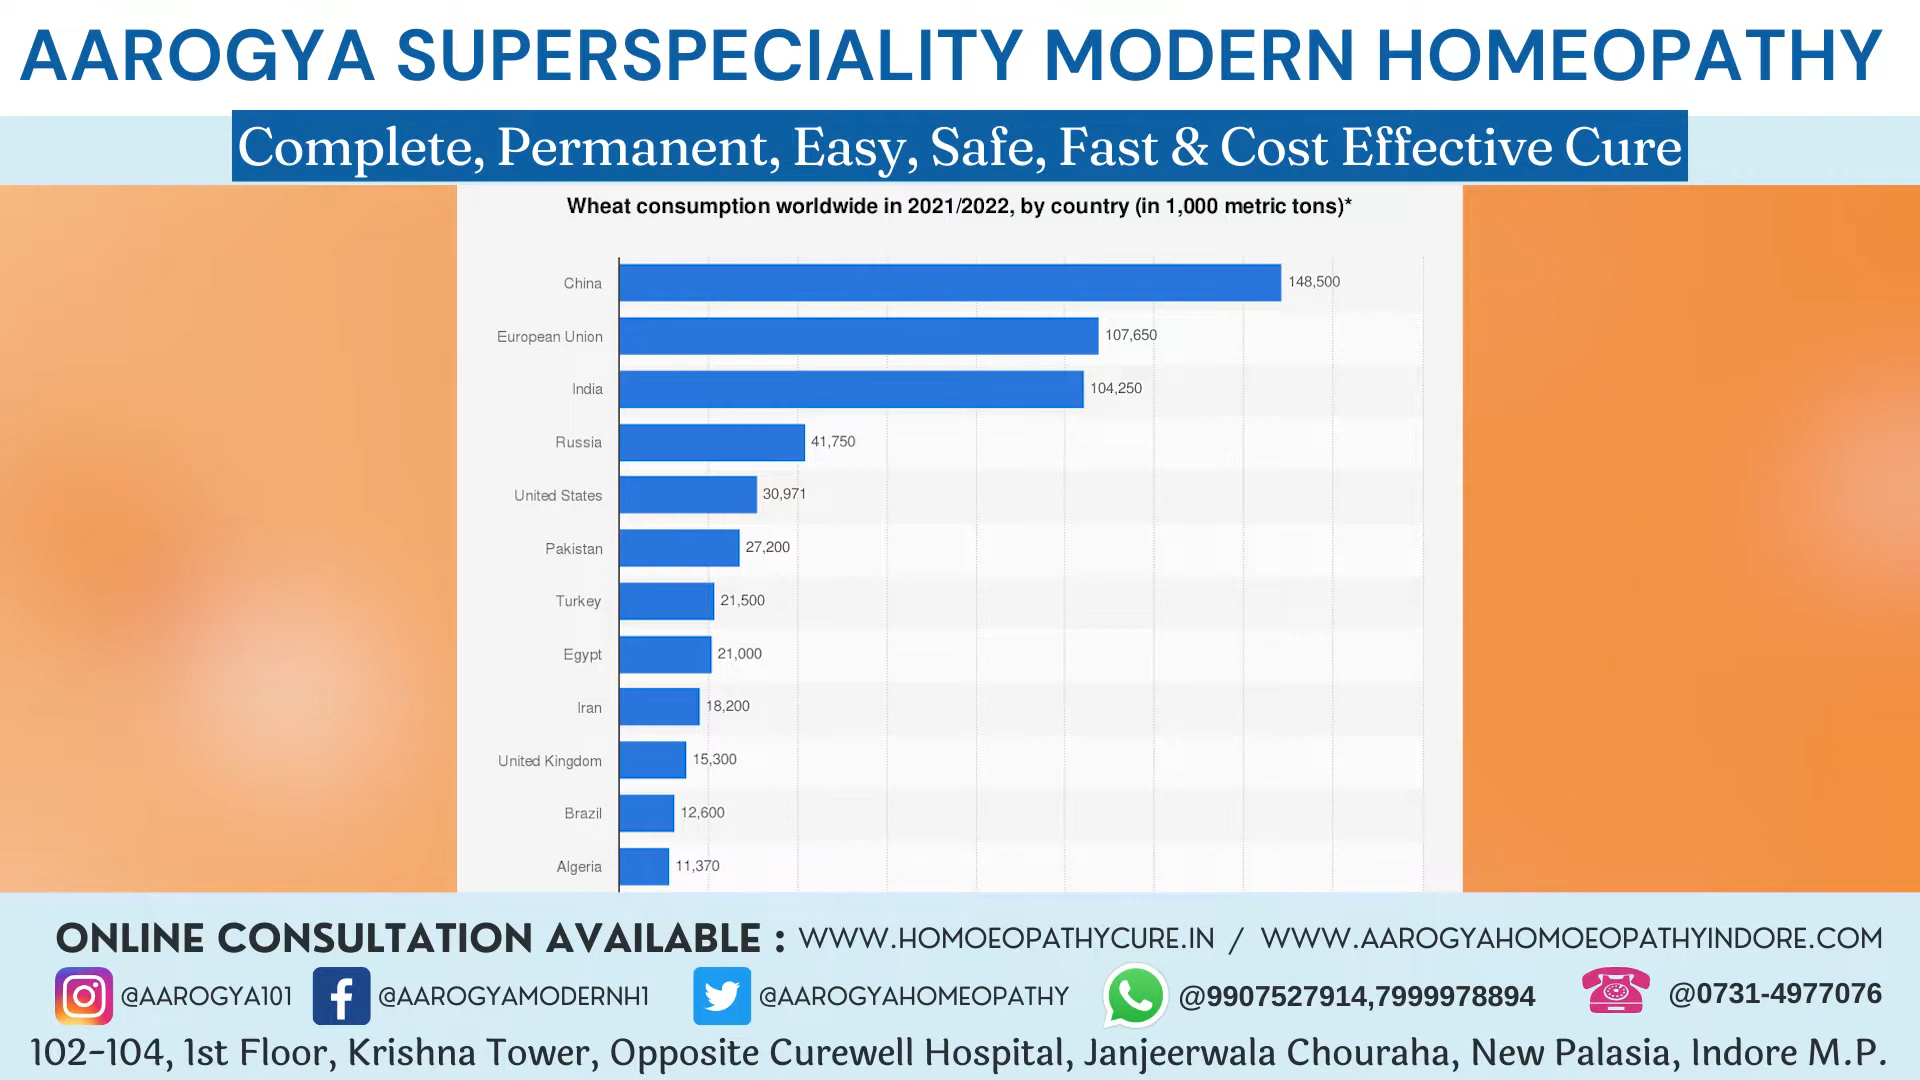 AAROGYA SUPERSPECIALITY MODERN HOMEOPATHY
Complete, Permanent, Easy, Safe, Fast & Cost Effective Cure
Wheat consumption worldwide in 2021/2022, by country (in 1,000 metric tons)*
China 148,500
European Union 107,650
India 104,250
Russia 41,750
United States 30,971
Pakistan 27,200
Turkey 21,500
Egypt 21,000
Iran 18,200
United Kingdom 15,300
Brazil 12,600
Algeria 11,370
ONLINE CONSULTATION AVAILABLE : WWW.HOMOEOPATHYCURE.IN / WWW.AAROGYAHOMOEOPATHYINDORE.COM
@AAROGYA101 @AAROGYAMODERNH1 @AAROGYAHOMEOPATHY @9907527914,7999978894 @0731-4977076
102-104, 1st Floor, Krishna Tower, Opposite Curewell Hospital, Janjeerwala Chouraha, New Palasia, Indore M.P.